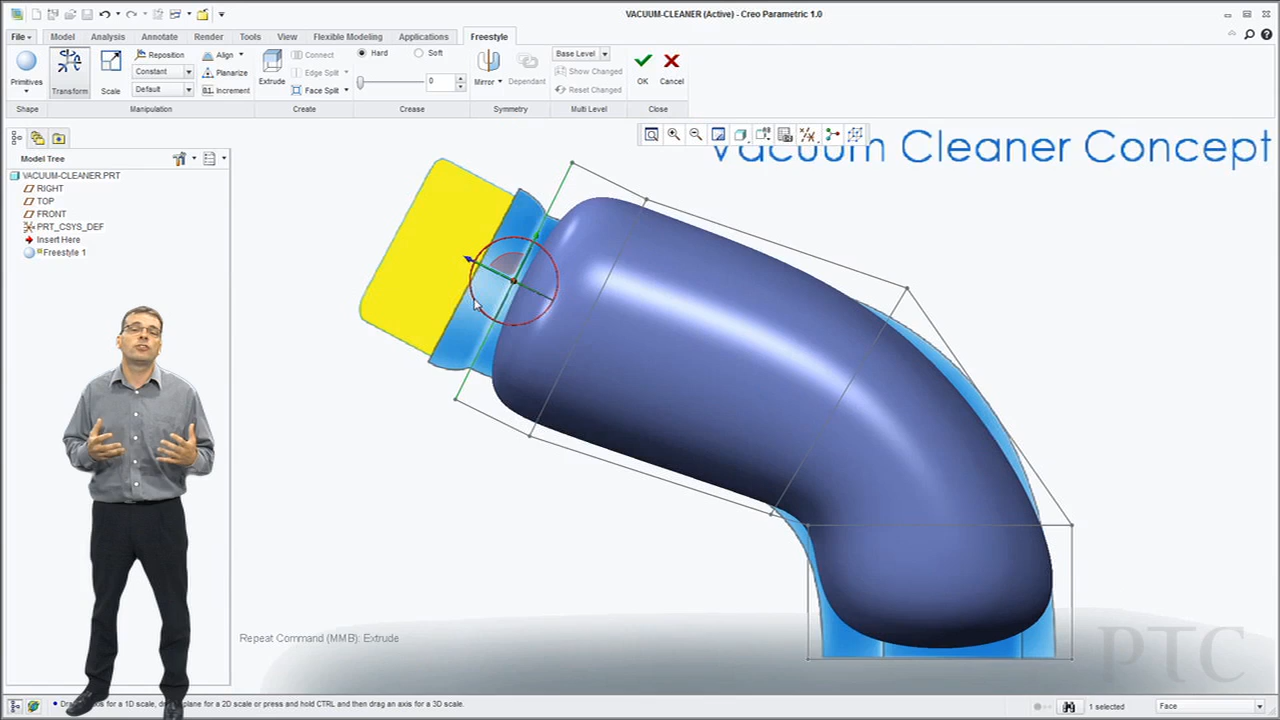 VACUUM-CLEANER (Active) - Creo Parametric 1.0
File Model Analysis Annotate Render Tools View Flexible Modeling Applications Freestyle
Reposition Align Connect Hard Soft Base Level
Constant Planarize Edge Split 0 Show Changed
Primitives Transform Scale Default Increment Extrude Face Split Mirror Dependent Reset Changed OK Cancel
Shape Manipulation Create Crease Symmetry Multi Level Close
Vacuum Cleaner Concept
Model Tree
VACUUM-CLEANER.PRT
RIGHT
TOP
FRONT
PRT_CSYS_DEF
Insert Here
Freestyle 1
Repeat Command (MMB): Extrude
PTC
for a 1D scale, plane for a 2D scale or press and hold CTRL and then drag an axis for a 3D scale.
1 selected
Face